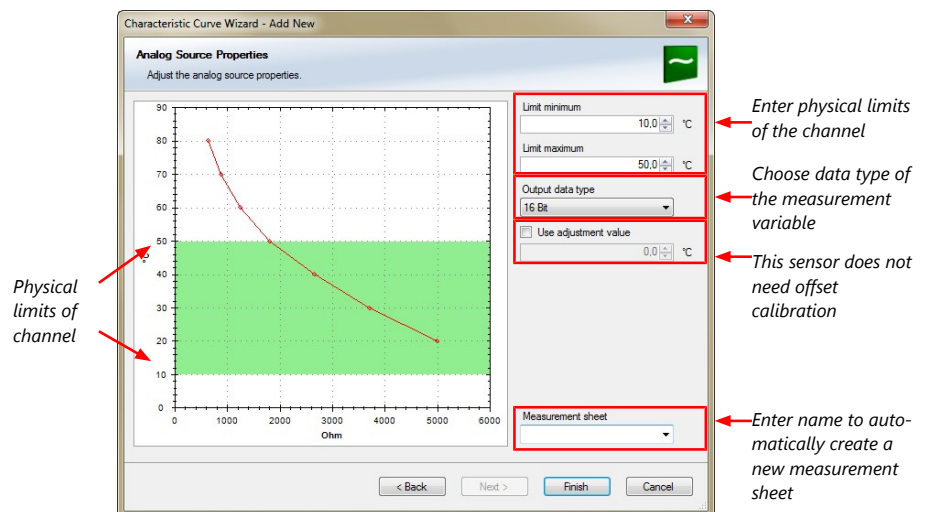 Characteristic Curve Wizard - Add New
Analog Source Properties
Adjust the analog source properties.
90
80
70
60
50
40
30
20
10
0
0 1000 2000 3000 4000 5000 6000
Ohm
Limit minimum
10,0 °C
Limit maximum
50,0 °C
Output data type
16 Bit
Use adjustment value
0,0 °C
Measurement sheet
< Back Next > Finish Cancel
Physical
limits of
channel
Enter physical limits
of the channel
Choose data type of
the measurement
variable
This sensor does not
need offset
calibration
Enter name to auto-
matically create a
new measurement
sheet